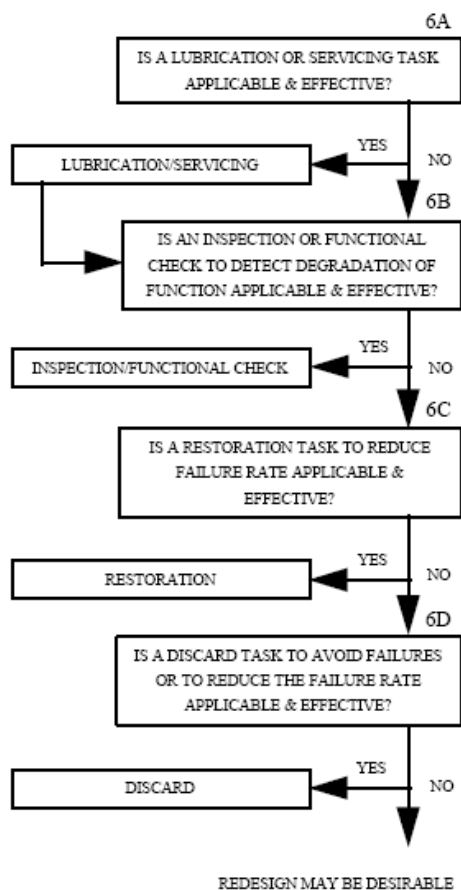 6A
IS A LUBRICATION OR SERVICING TASK
APPLICABLE & EFFECTIVE?
YES
NO
LUBRICATION/SERVICING
6B
IS AN INSPECTION OR FUNCTIONAL
CHECK TO DETECT DEGRADATION OF
FUNCTION APPLICABLE & EFFECTIVE?
YES
NO
INSPECTION/FUNCTIONAL CHECK
6C
IS A RESTORATION TASK TO REDUCE
FAILURE RATE APPLICABLE &
EFFECTIVE?
YES
NO
RESTORATION
6D
IS A DISCARD TASK TO AVOID FAILURES
OR TO REDUCE THE FAILURE RATE
APPLICABLE & EFFECTIVE?
YES
NO
DISCARD
REDESIGN MAY BE DESIRABLE